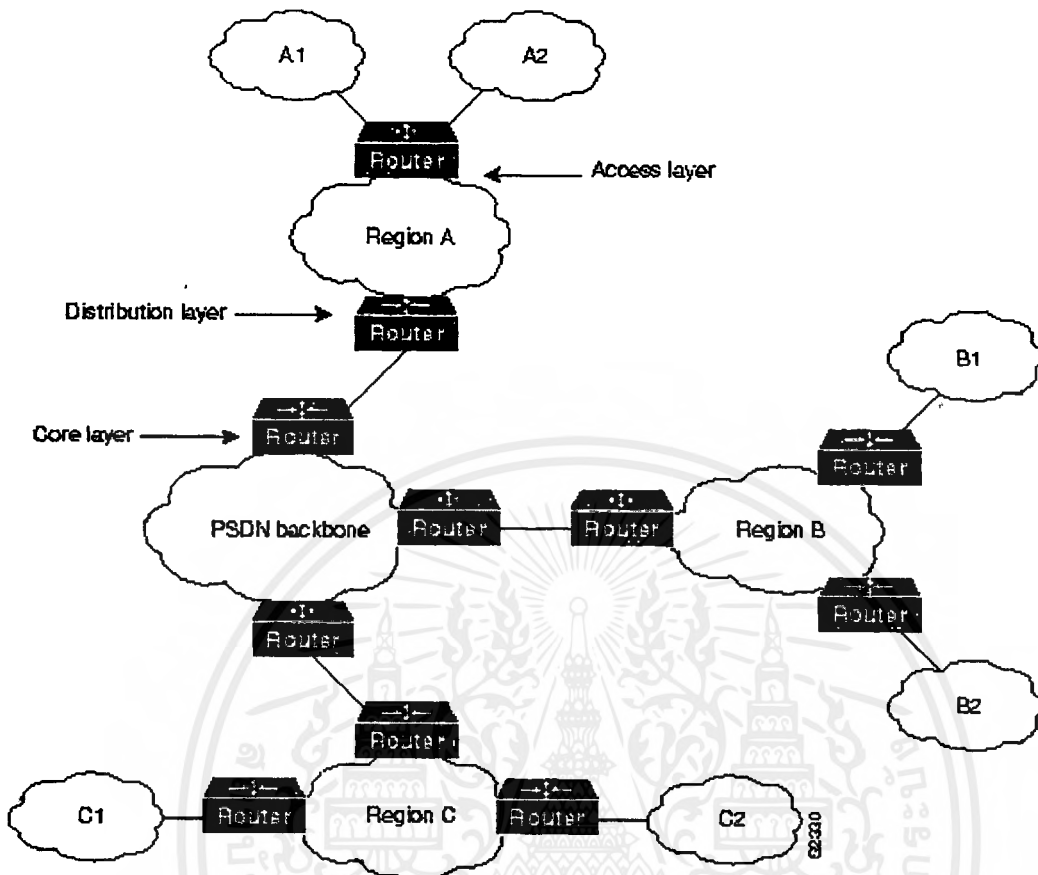 A1
A2
Router
Access layer
Region A
Distribution layer
Router
B1
Core layer
Router
Router
PSDN backbone
Router
Router
Region B
Router
Router
B2
Router
C1
Router
Region C
Router
C2
G2330